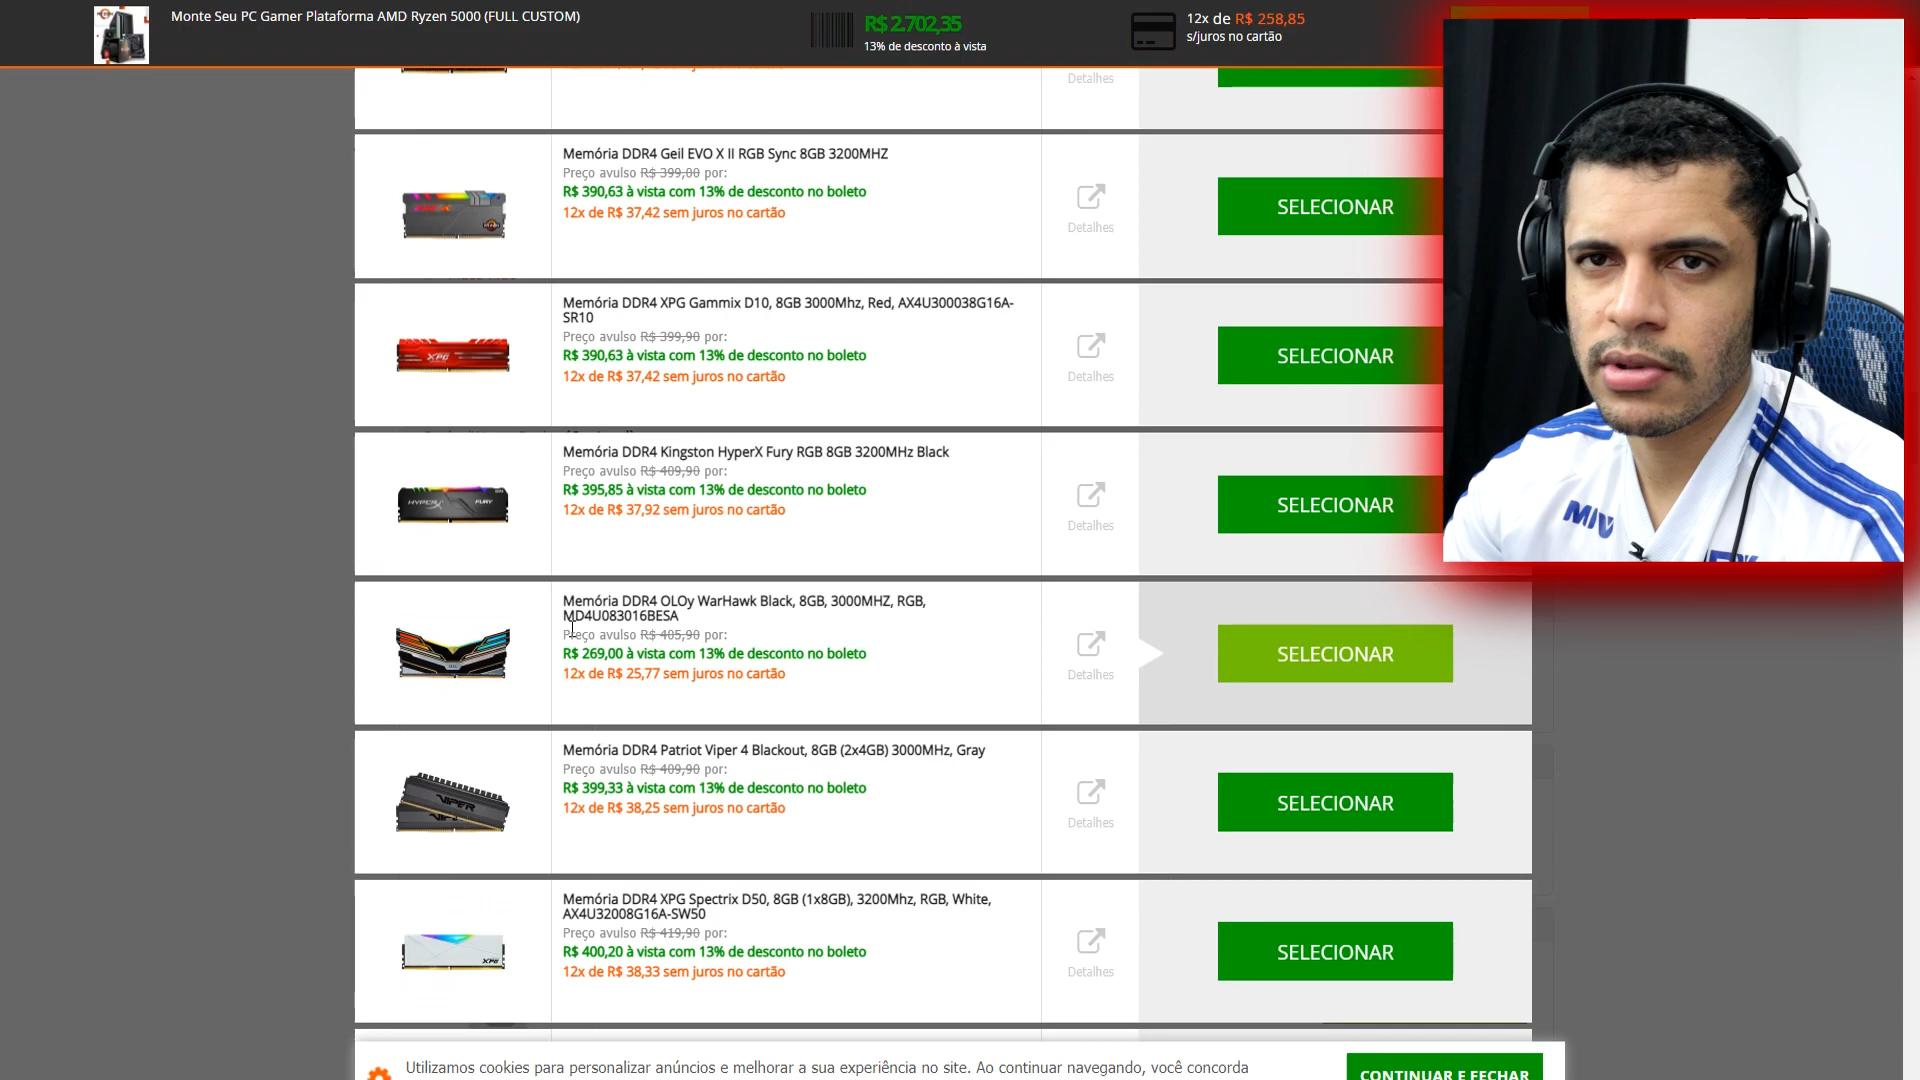 Monte Seu PC Gamer Plataforma AMD Ryzen 5000 (FULL CUSTOM)
R$ 2.702,35
13% de desconto à vista
12x de R$ 258,85
s/juros no cartão
Detalhes
Memória DDR4 Geil EVO X II RGB Sync 8GB 3200MHZ
Preço avulso R$ 399,00 por:
R$ 390,63 à vista com 13% de desconto no boleto
12x de R$ 37,42 sem juros no cartão
Detalhes
SELECIONAR
Memória DDR4 XPG Gammix D10, 8GB 3000Mhz, Red, AX4U300038G16A-
SR10
Preço avulso R$ 399,90 por:
R$ 390,63 à vista com 13% de desconto no boleto
12x de R$ 37,42 sem juros no cartão
XPG
Detalhes
SELECIONAR
Memória DDR4 Kingston HyperX Fury RGB 8GB 3200MHz Black
Preço avulso R$ 409,90 por:
R$ 395,85 à vista com 13% de desconto no boleto
12x de R$ 37,92 sem juros no cartão
HYPERX FURY
Detalhes
SELECIONAR
Memória DDR4 OLOy WarHawk Black, 8GB, 3000MHZ, RGB,
MD4U083016BESA
Preço avulso R$ 405,90 por:
R$ 269,00 à vista com 13% de desconto no boleto
12x de R$ 25,77 sem juros no cartão
Detalhes
SELECIONAR
Memória DDR4 Patriot Viper 4 Blackout, 8GB (2x4GB) 3000MHz, Gray
Preço avulso R$ 409,90 por:
R$ 399,33 à vista com 13% de desconto no boleto
12x de R$ 38,25 sem juros no cartão
VIPER
Detalhes
SELECIONAR
Memória DDR4 XPG Spectrix D50, 8GB (1x8GB), 3200Mhz, RGB, White,
AX4U32008G16A-SW50
Preço avulso R$ 419,90 por:
R$ 400,20 à vista com 13% de desconto no boleto
12x de R$ 38,33 sem juros no cartão
XPG
Detalhes
SELECIONAR
Utilizamos cookies para personalizar anúncios e melhorar a sua experiência no site. Ao continuar navegando, você concorda
CONTINUAR E FECHAR